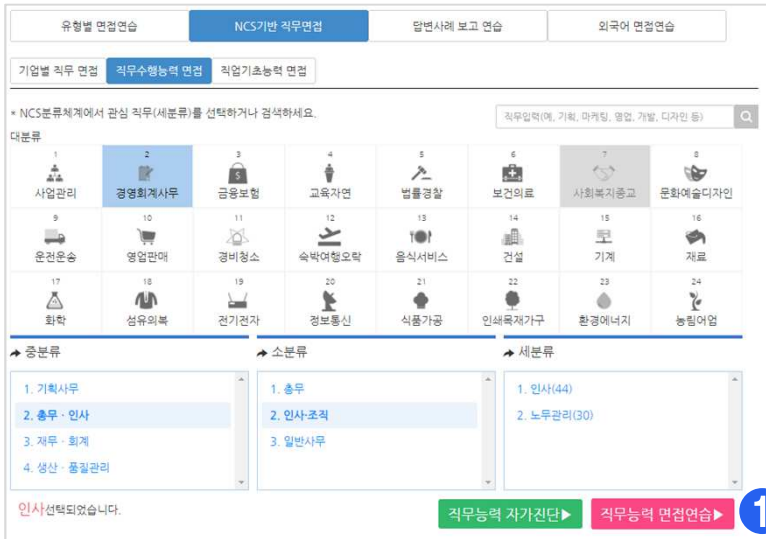 유형별 면접연습 NCS기반 직무면접 답변사례 보고 연습 외국어 면접연습
기업별 직무 면접 직무수행능력 면접 직업기초능력 면접
* NCS분류체계에서 관심 직무(세분류)를 선택하거나 검색하세요. 직무입력(예, 기획, 마케팅, 영업, 개발, 디자인 등)
대분류
1 2 3 4 5 6 7 8
사업관리 경영회계사무 금융보험 교육자연 법률경찰 보건의료 사회복지종교 문화예술디자인
9 10 11 12 13 14 15 16
운전운송 영업판매 경비청소 숙박여행오락 음식서비스 건설 기계 재료
17 18 19 20 21 22 23 24
화학 섬유의복 전기전자 정보통신 식품가공 인쇄목재가구 환경에너지 농림어업
중분류 소분류 세분류
1. 기획사무 1. 총무 1. 인사(44)
2. 총무 · 인사 2. 인사·조직 2. 노무관리(30)
3. 재무 · 회계 3. 일반사무
4. 생산 · 품질관리
인사선택되었습니다. 직무능력 자가진단▶ 직무능력 면접연습▶ 1